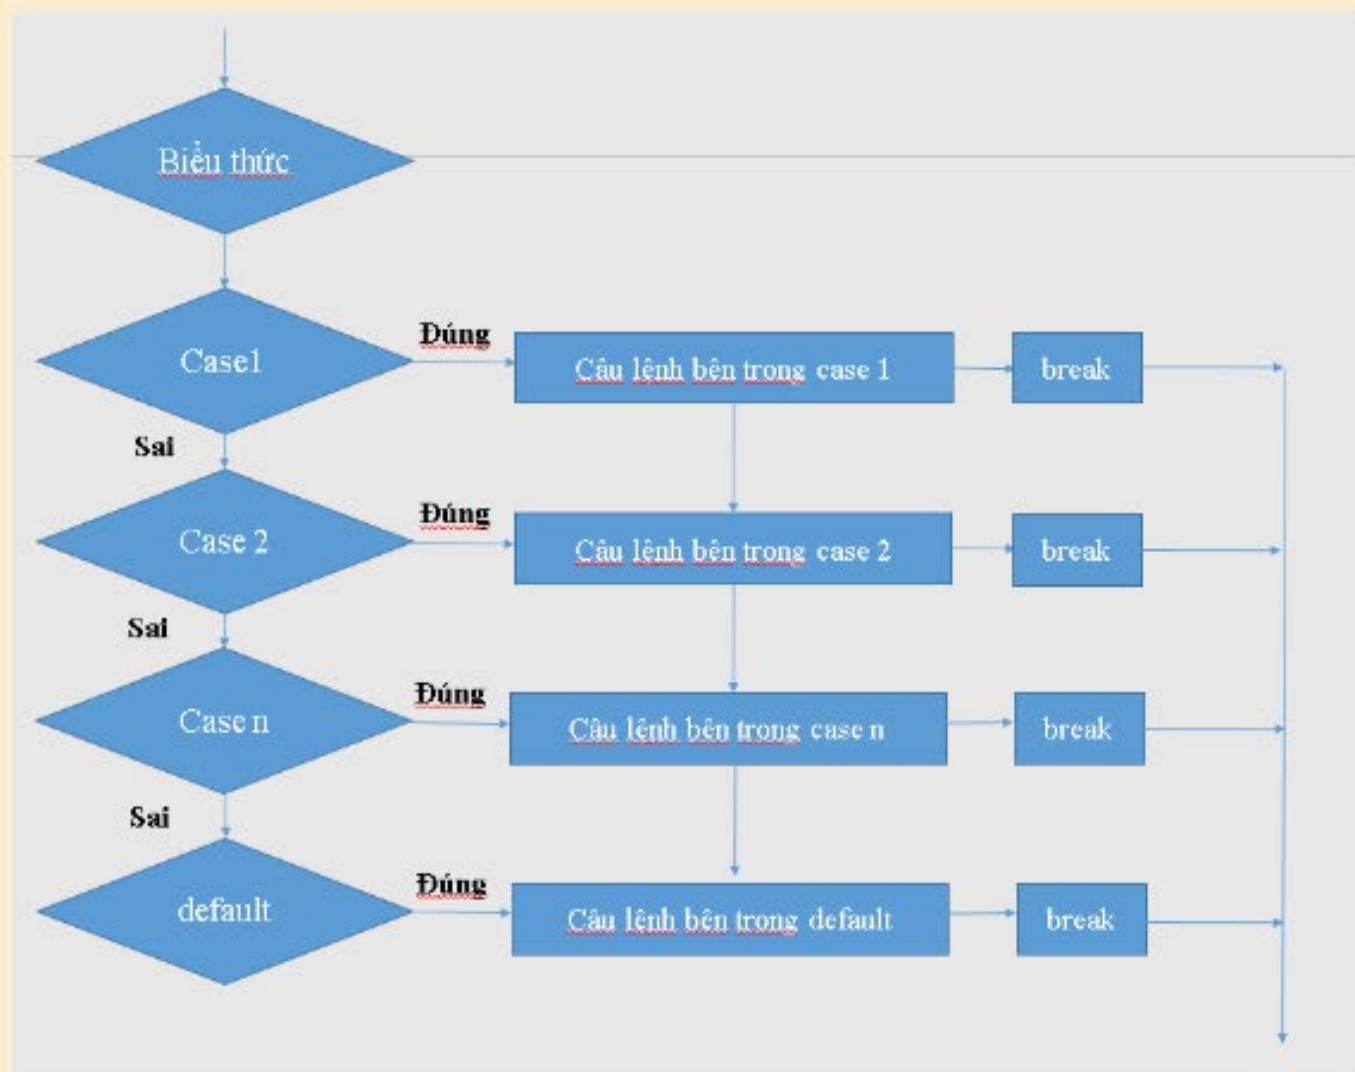 Biểu thức
Case1
Đúng
Câu lệnh bên trong case 1
break
Sai
Case 2
Đúng
Câu lệnh bên trong case 2
break
Sai
Case n
Đúng
Câu lệnh bên trong case n
break
Sai
default
Đúng
Câu lệnh bên trong default
break